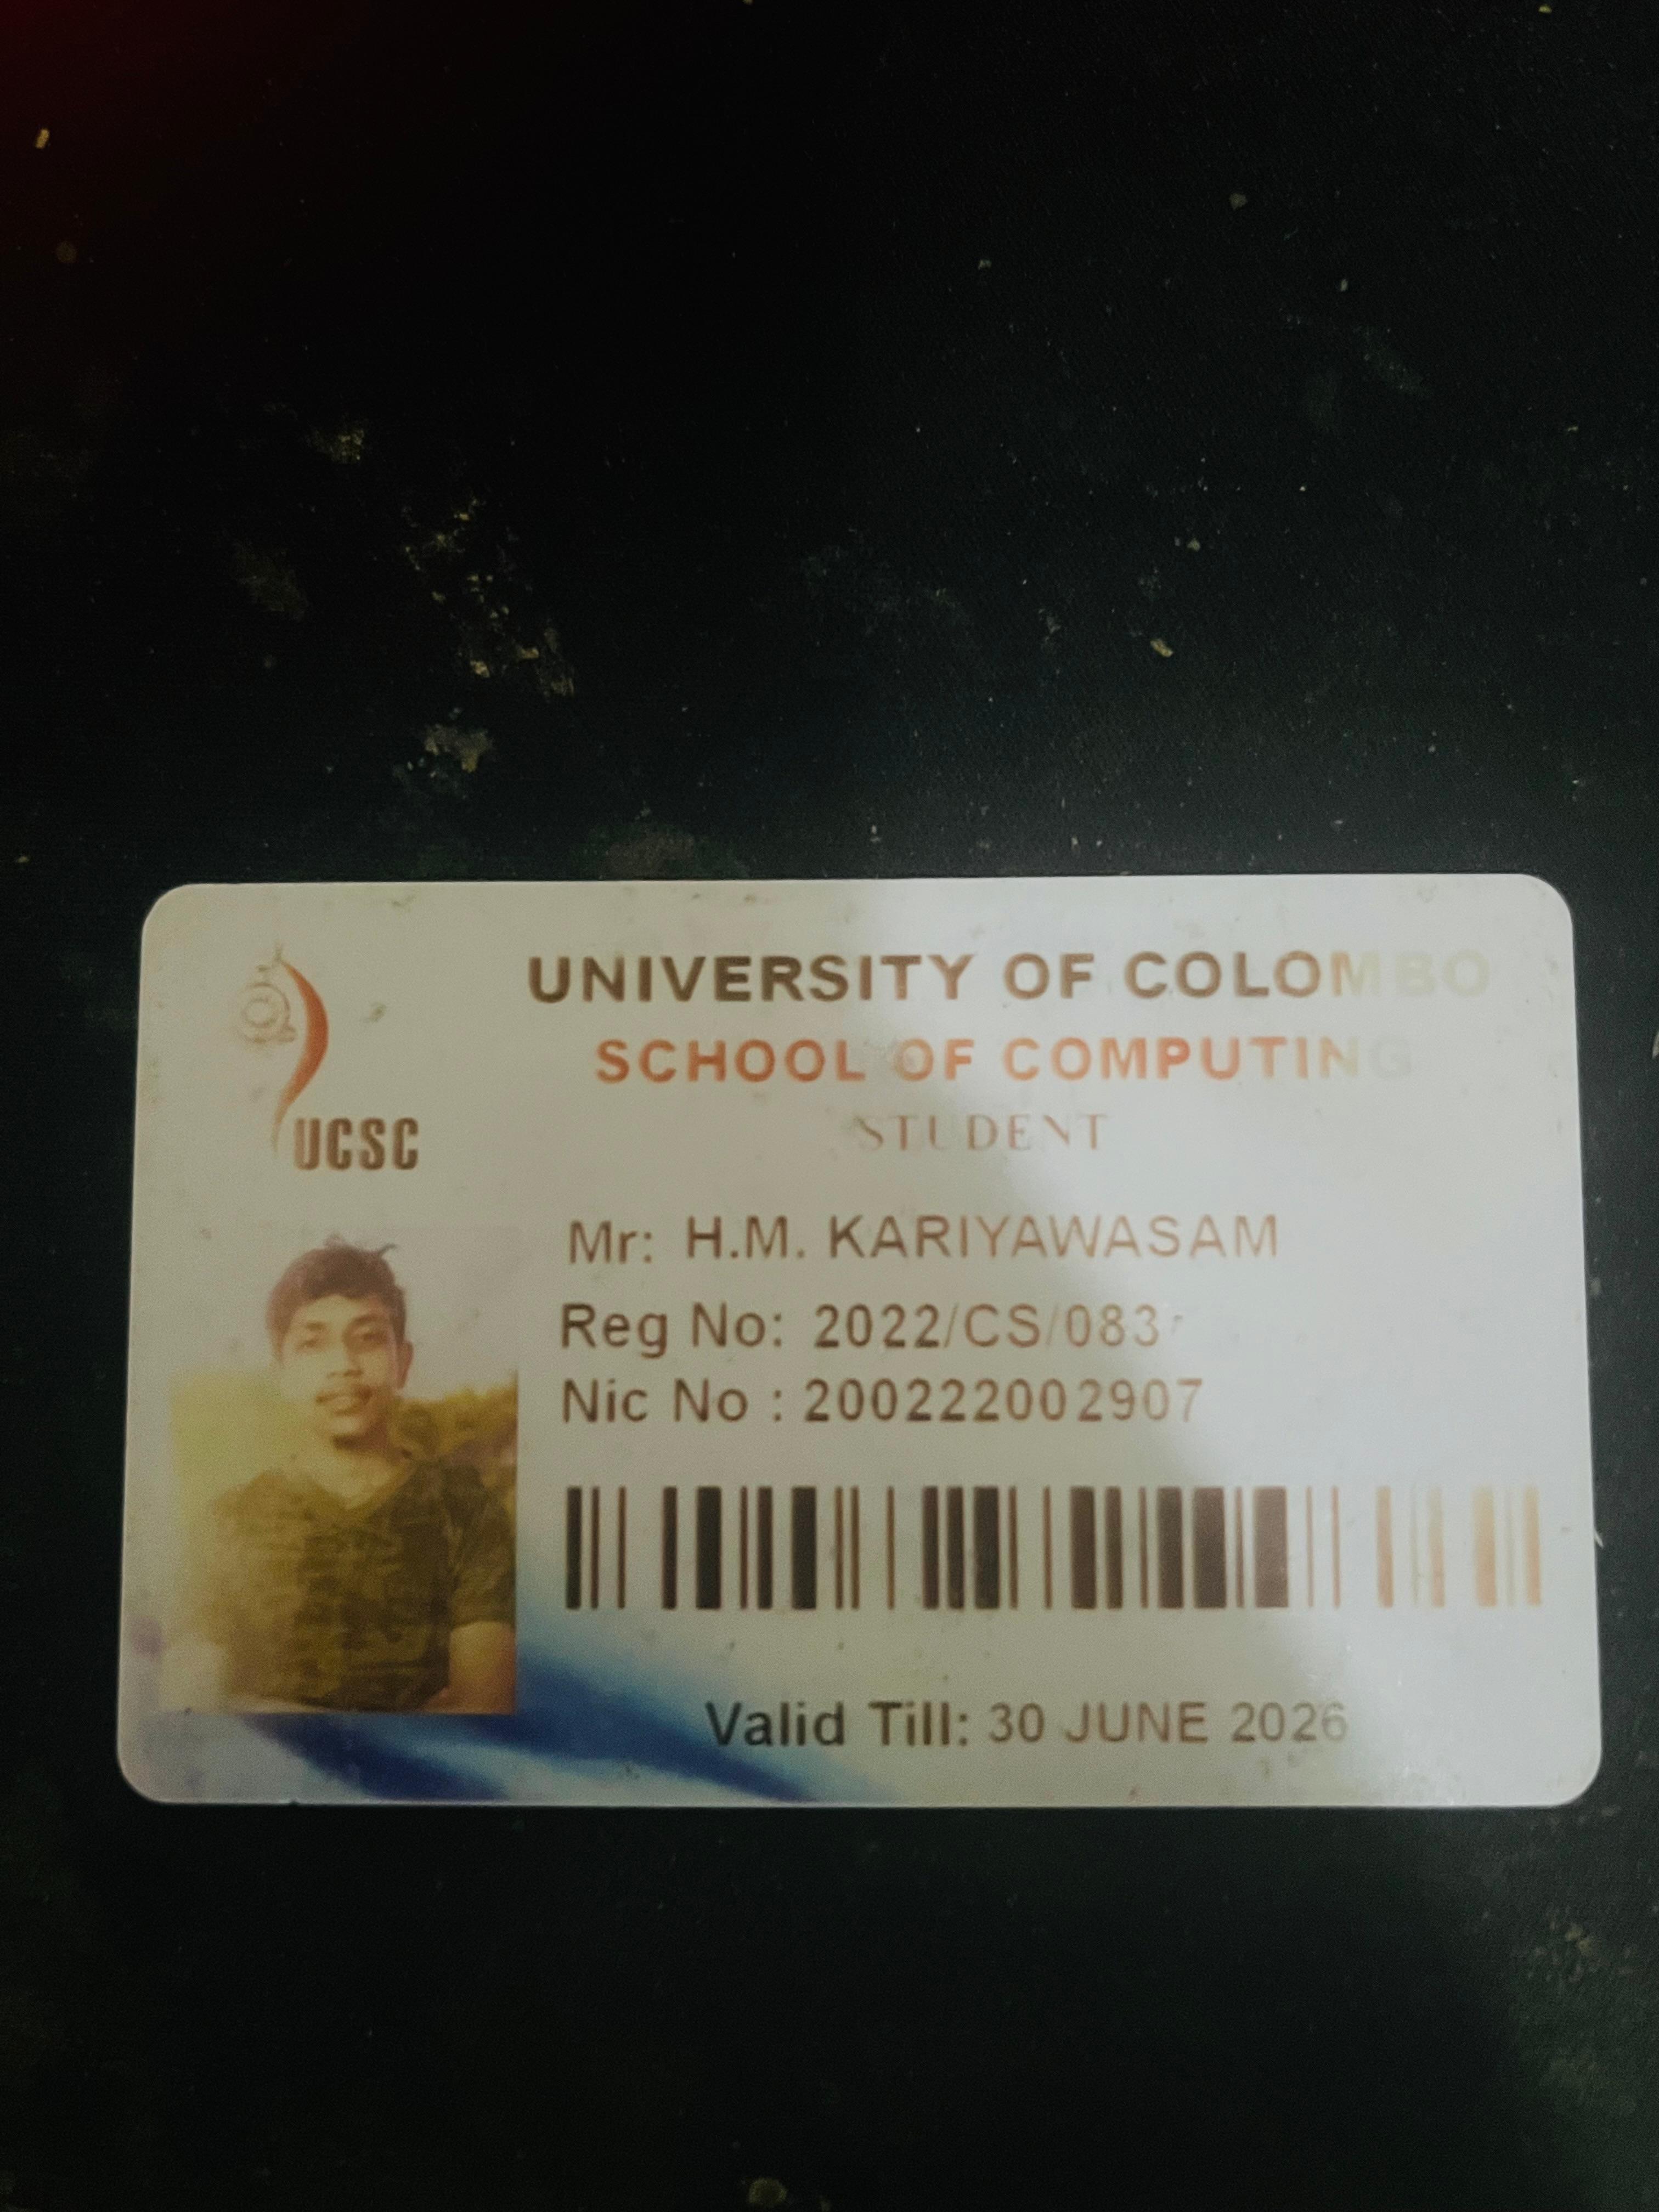 UCSC
UNIVERSITY OF COLOMBO
SCHOOL OF COMPUTING
STUDENT
Mr: H.M. KARIYAWASAM
Reg No: 2022/CS/083
Nic No : 200222002907
Valid Till: 30 JUNE 2026